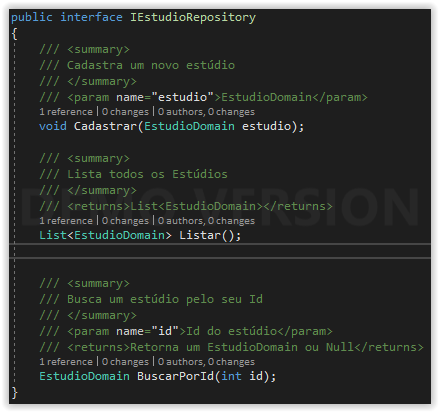 public interface IEstudioRepository
{
/// <summary>
/// Cadastra um novo estúdio
/// </summary>
/// <param name="estudio">EstudioDomain</param>
1 reference | 0 changes | 0 authors, 0 changes
void Cadastrar(EstudioDomain estudio);
/// <summary>
/// Lista todos os Estúdios
/// </summary>
/// <returns>List<EstudioDomain></returns>
1 reference | 0 changes | 0 authors, 0 changes
List<EstudioDomain> Listar();
/// <summary>
/// Busca um estúdio pelo seu Id
/// </summary>
/// <param name="id">Id do estúdio</param>
/// <returns>Retorna um EstudioDomain ou Null</returns>
1 reference | 0 changes | 0 authors, 0 changes
EstudioDomain BuscarPorId(int id);
}
VERSION